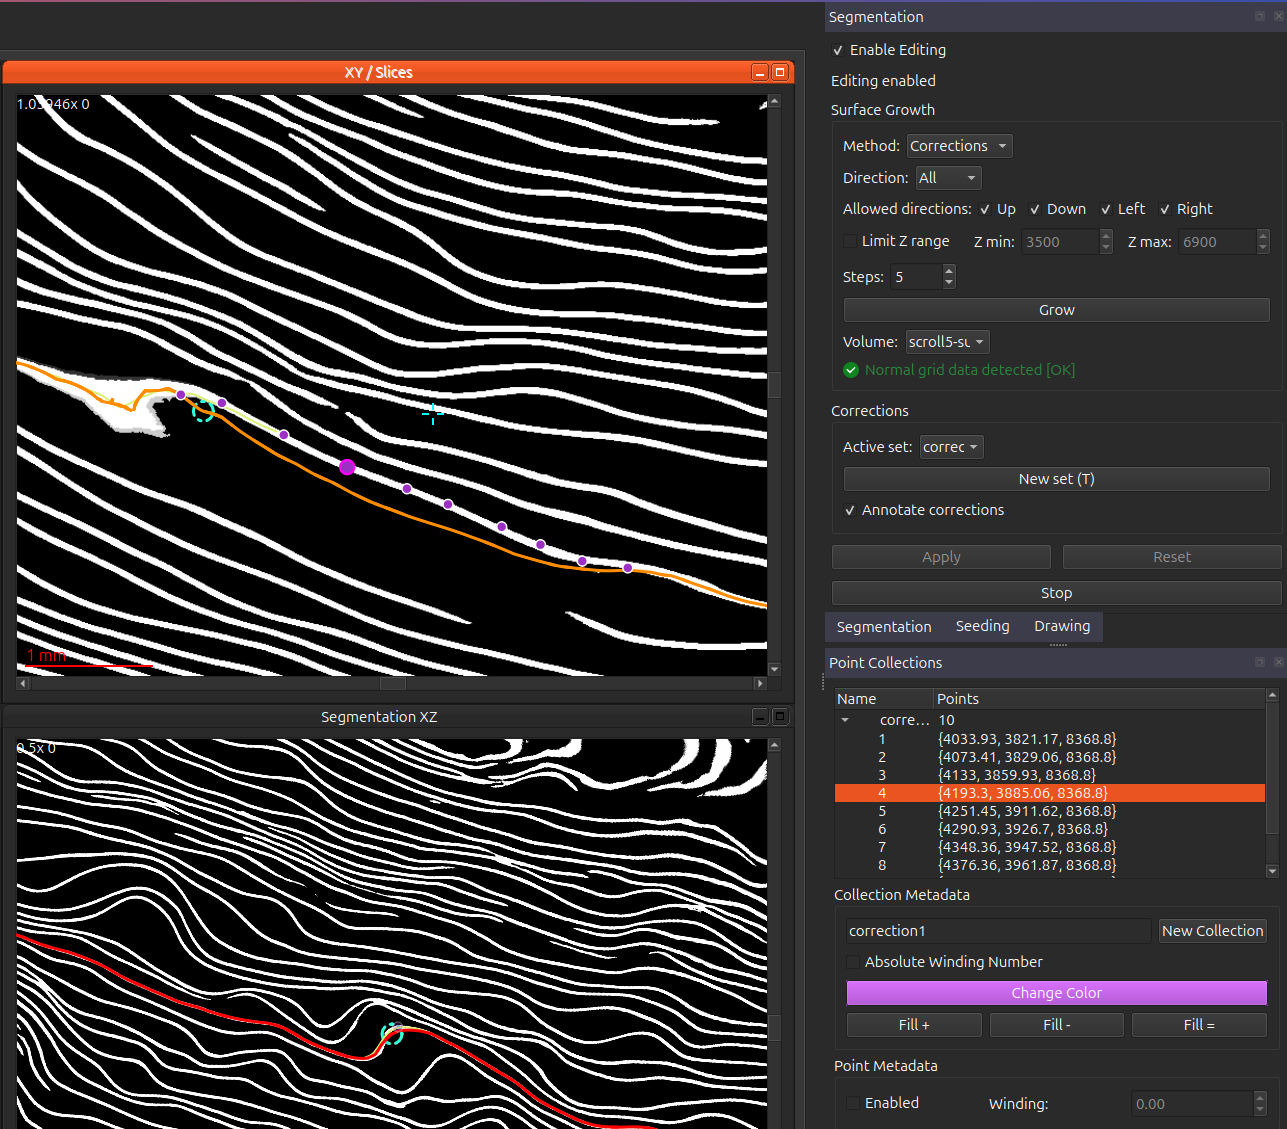 XY / Slices
1.03946x 0
1 mm
Segmentation XZ
0.5x 0
Segmentation
Enable Editing
Editing enabled
Surface Growth
Method: Corrections
Direction: All
Allowed directions: Up Down Left Right
Limit Z range Z min: 3500 Z max: 6900
Steps: 5
Grow
Volume: scroll5-su
Normal grid data detected [OK]
Corrections
Active set: correc
New set (T)
Annotate corrections
Apply Reset
Stop
Segmentation Seeding Drawing
Point Collections
Name Points
corre... 10
1 {4033.93, 3821.17, 8368.8}
2 {4073.41, 3829.06, 8368.8}
3 {4133, 3859.93, 8368.8}
4 {4193.3, 3885.06, 8368.8}
5 {4251.45, 3911.62, 8368.8}
6 {4290.93, 3926.7, 8368.8}
7 {4348.36, 3947.52, 8368.8}
8 {4376.36, 3961.87, 8368.8}
Collection Metadata
correction1 New Collection
Absolute Winding Number
Change Color
Fill + Fill - Fill =
Point Metadata
Enabled Winding: 0.00